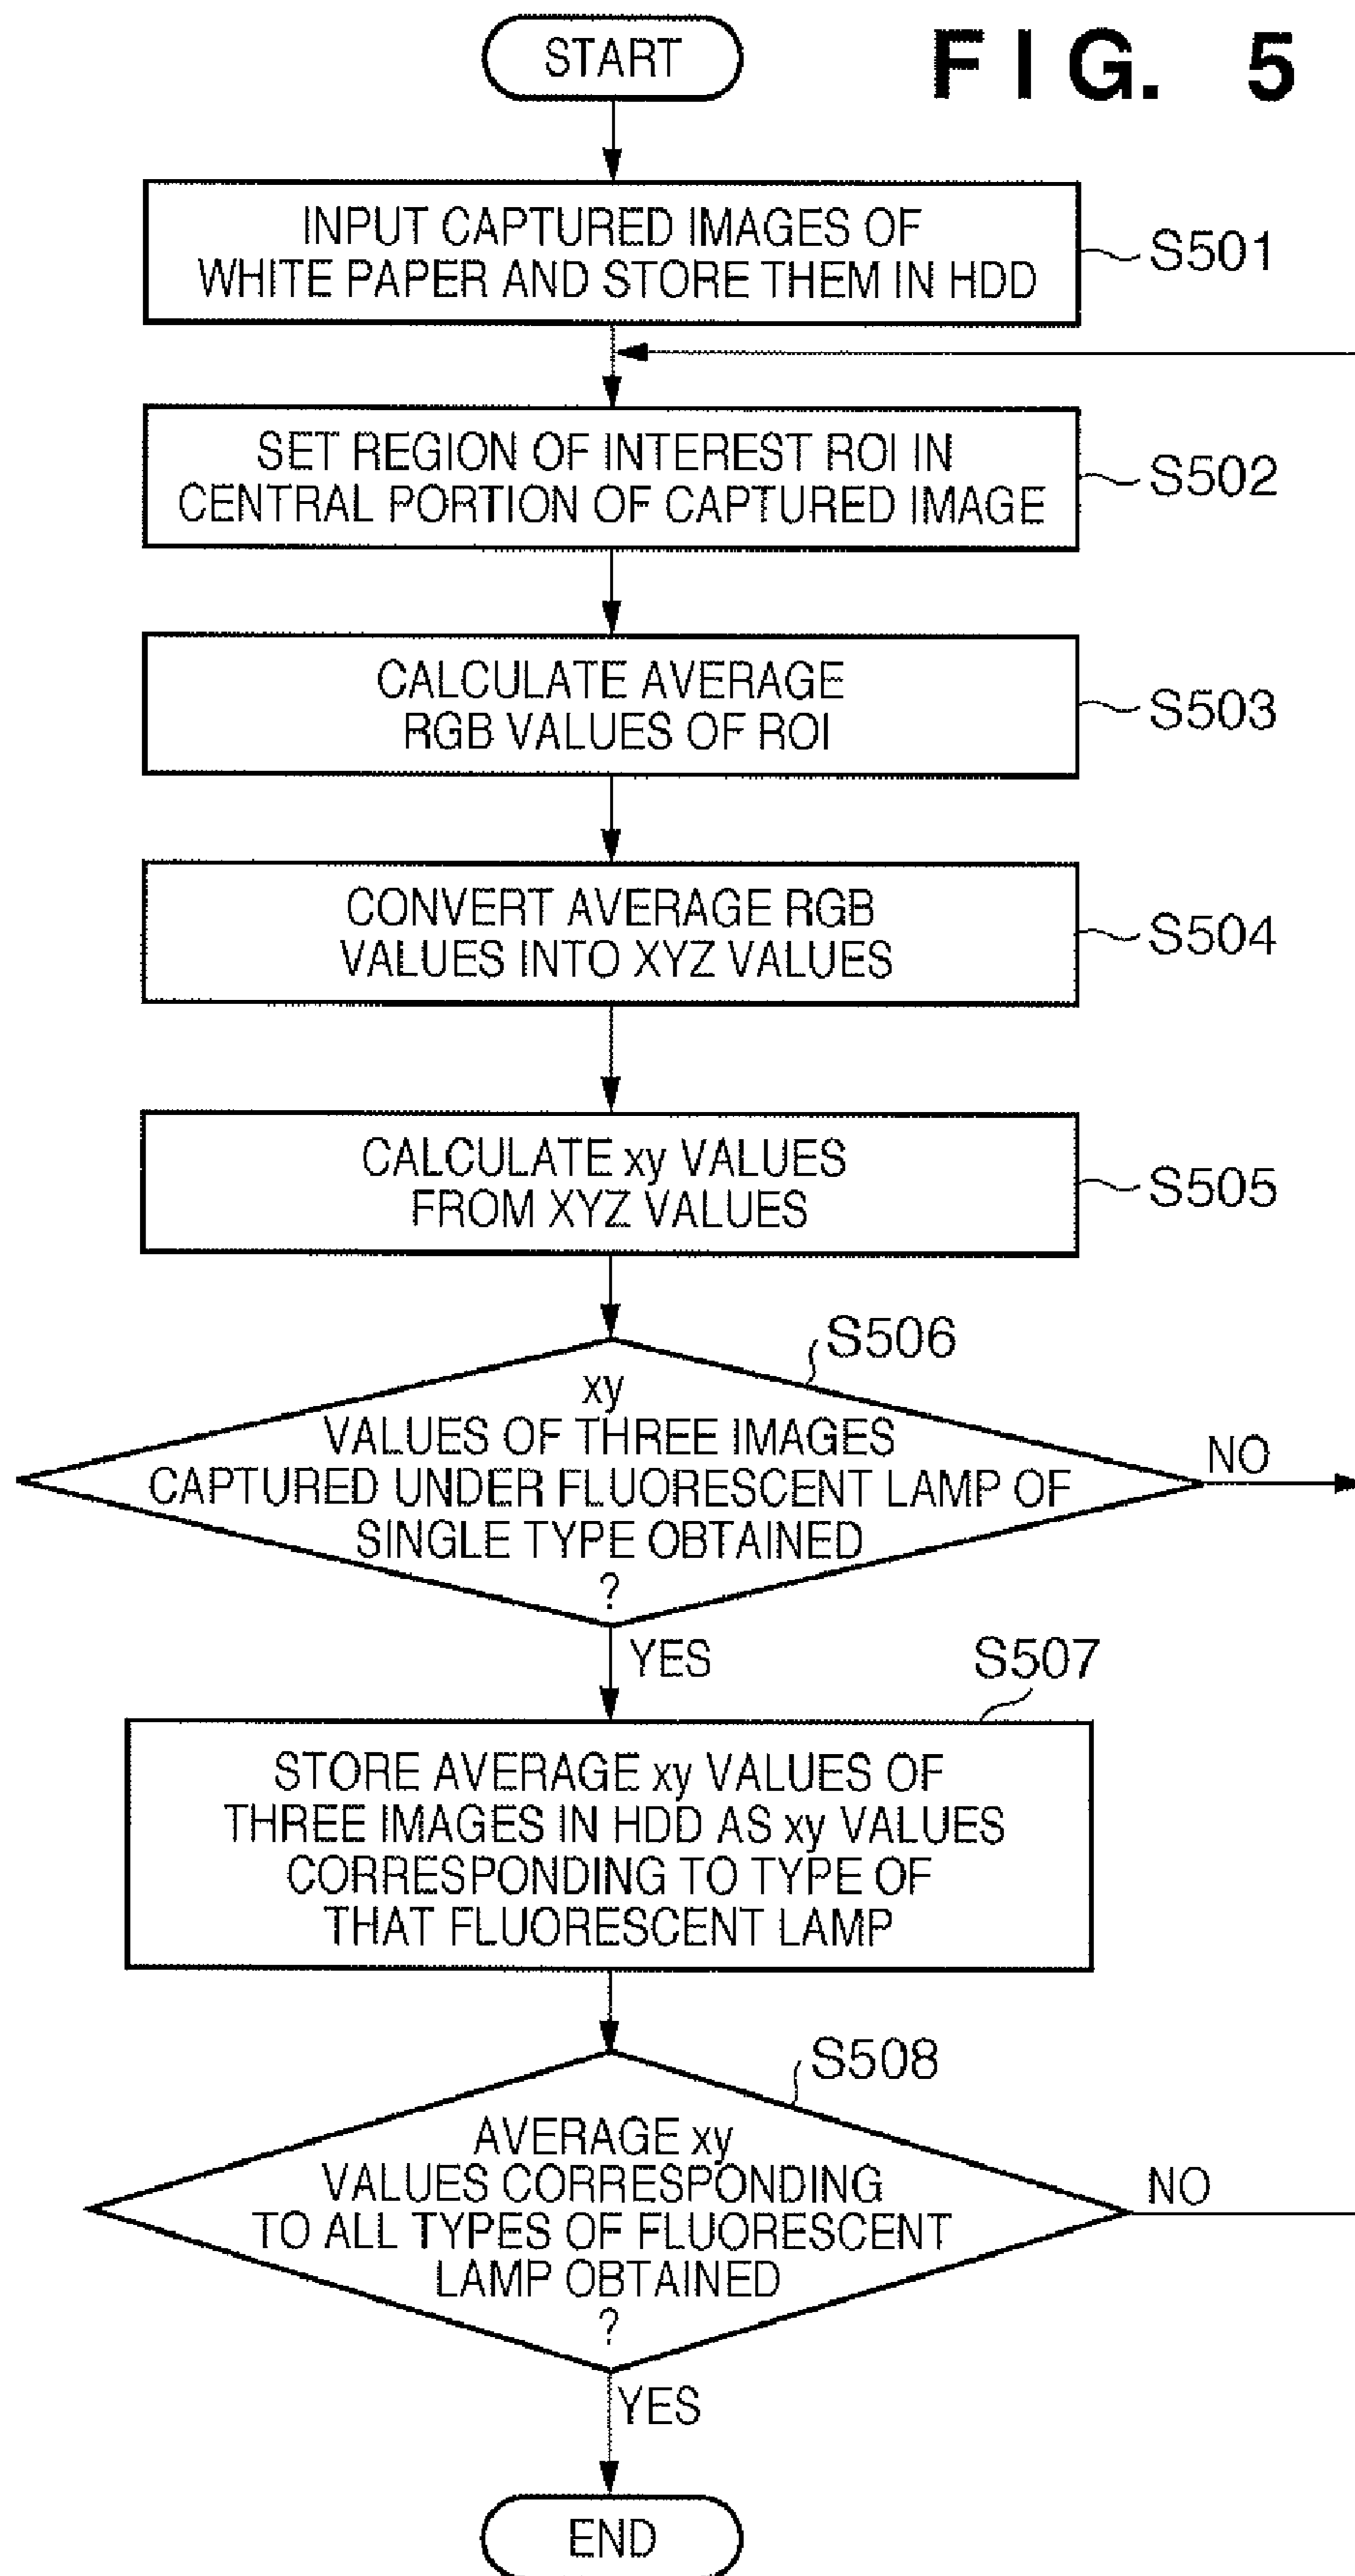 START
FIG. 5
INPUT CAPTURED IMAGES OF
WHITE PAPER AND STORE THEM IN HDD
S501
SET REGION OF INTEREST ROI IN
CENTRAL PORTION OF CAPTURED IMAGE
S502
CALCULATE AVERAGE
RGB VALUES OF ROI
S503
CONVERT AVERAGE RGB
VALUES INTO XYZ VALUES
S504
CALCULATE xy VALUES
FROM XYZ VALUES
S505
S506
xy
VALUES OF THREE IMAGES
CAPTURED UNDER FLUORESCENT LAMP OF
SINGLE TYPE OBTAINED
?
NO
YES
S507
STORE AVERAGE xy VALUES OF
THREE IMAGES IN HDD AS xy VALUES
CORRESPONDING TO TYPE OF
THAT FLUORESCENT LAMP
S508
AVERAGE xy
VALUES CORRESPONDING
TO ALL TYPES OF FLUORESCENT
LAMP OBTAINED
?
NO
YES
END